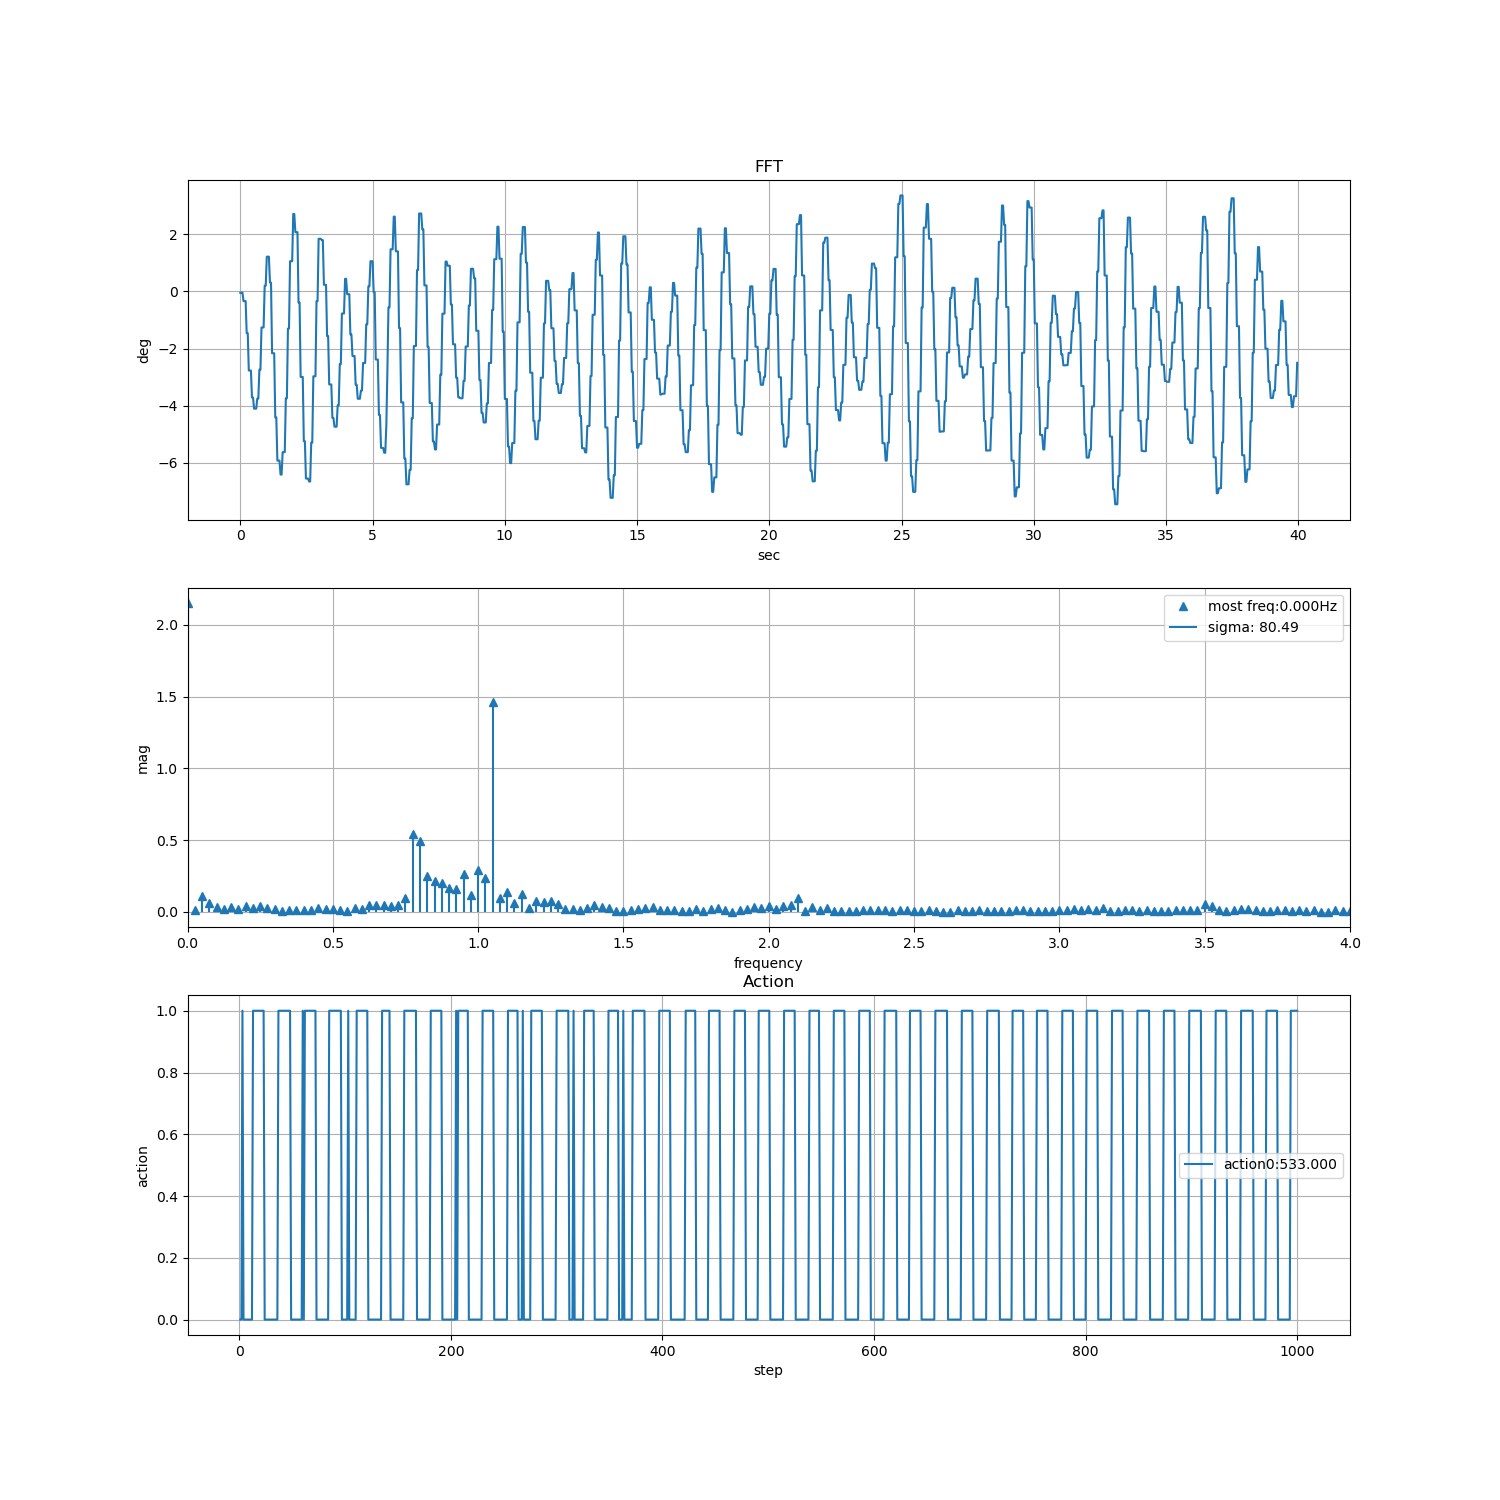 FFT
2
0
−2
−4
−6
deg
0 5 10 15 20 25 30 35 40
sec
2.0
1.5
1.0
0.5
0.0
mag
most freq:0.000Hz
sigma: 80.49
0.0 0.5 1.0 1.5 2.0 2.5 3.0 3.5 4.0
frequency
Action
1.0
0.8
0.6
0.4
0.2
0.0
action
action0:533.000
0 200 400 600 800 1000
step